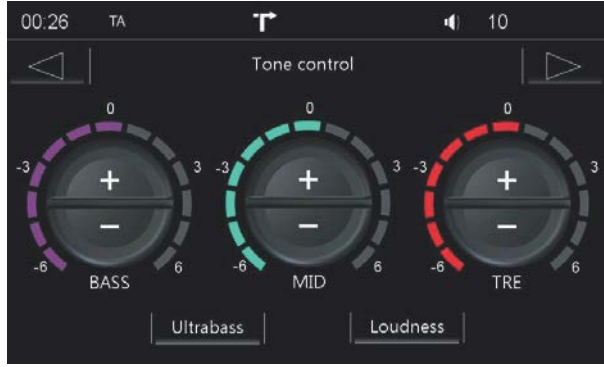 00:26 TA 10
Tone control
0 0 0
-3 3 -3 3 -3 3
+ + +
− − −
-6 6 -6 6 -6 6
BASS MID TRE
Ultrabass Loudness